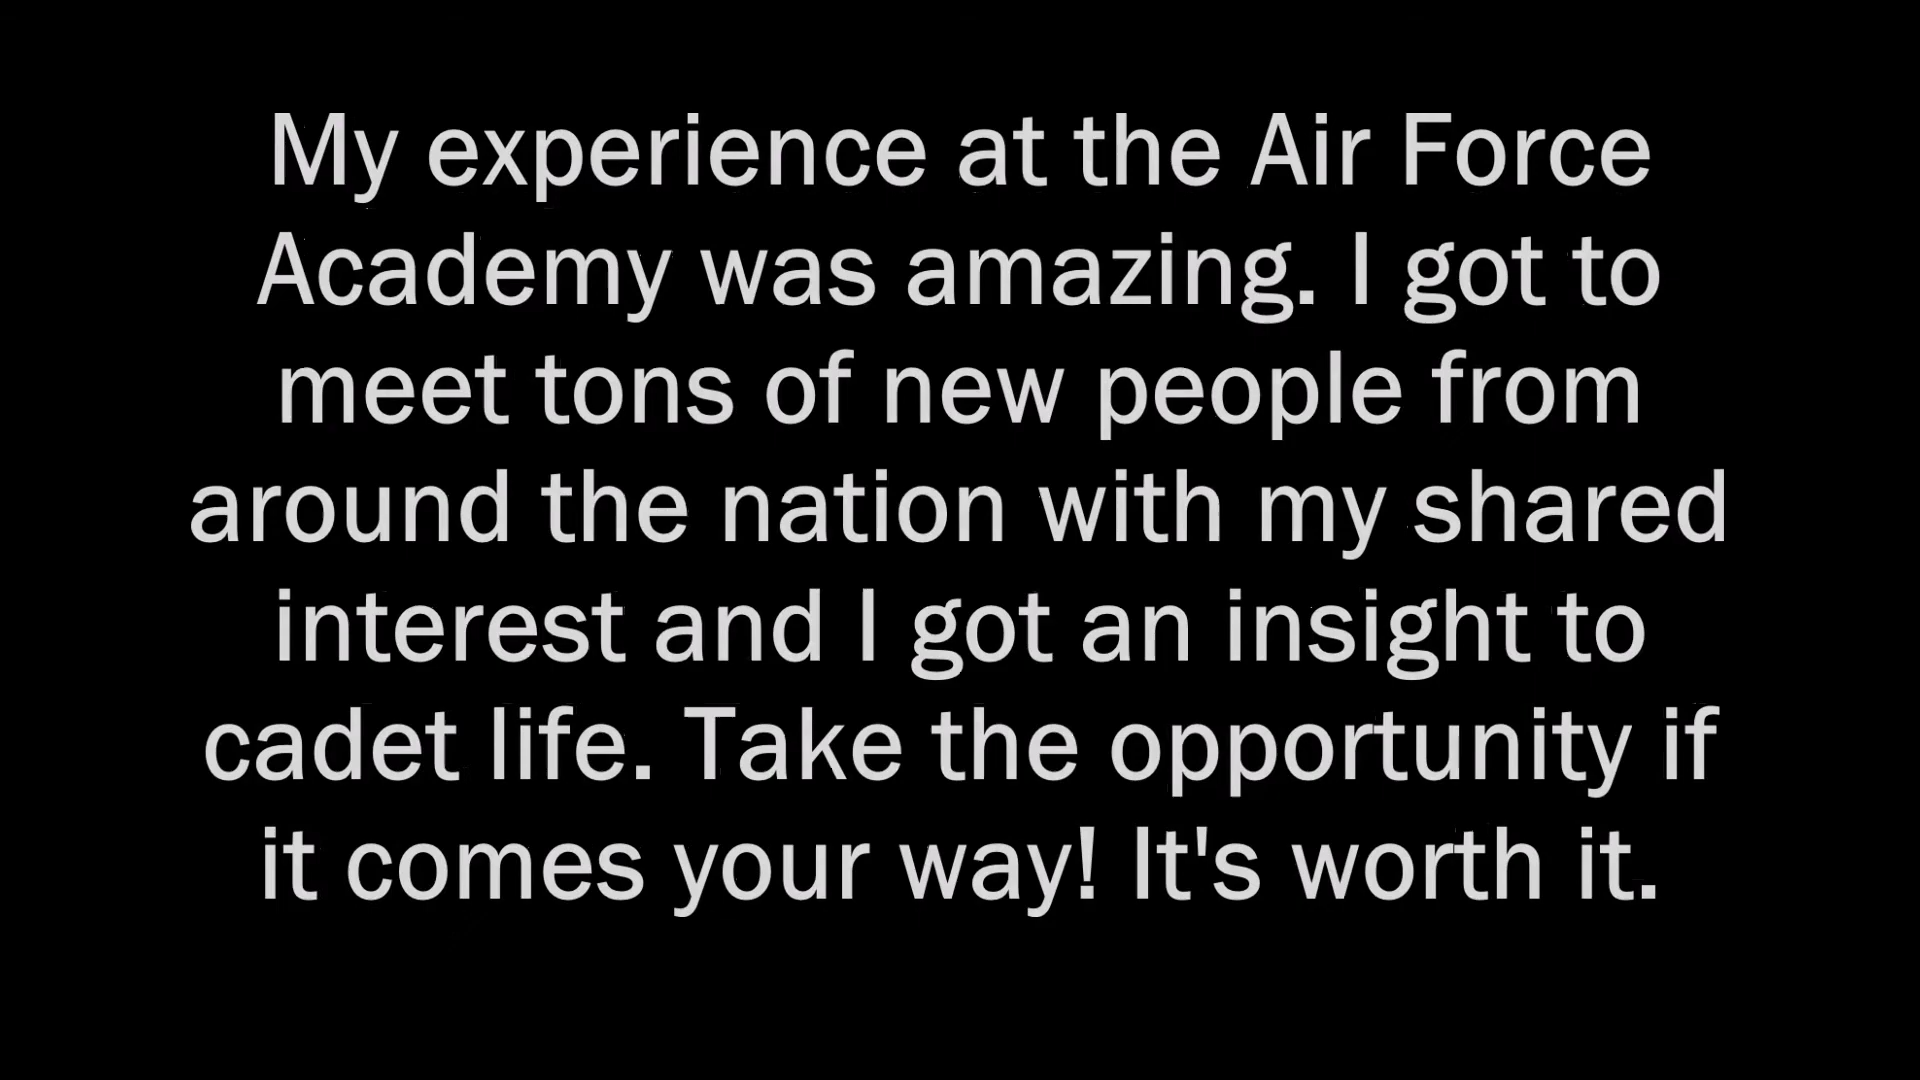 My experience at the Air Force
Academy was amazing. I got to
meet tons of new people from
around the nation with my shared
interest and I got an insight to
cadet life. Take the opportunity if
it comes your way! It's worth it.